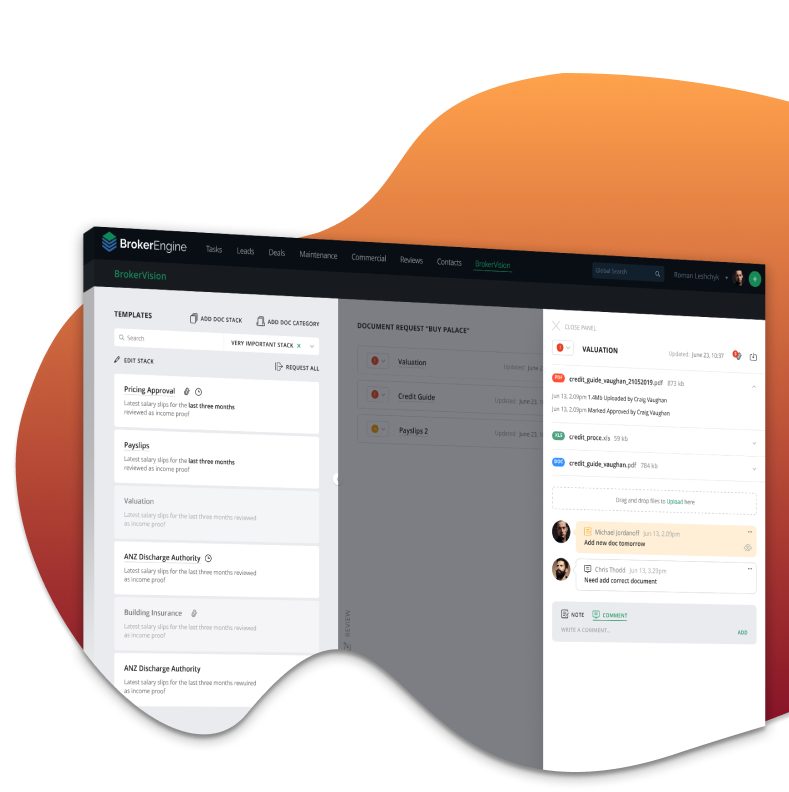 BrokerEngine
Tasks
Leads
Deals
Maintenance
Commercial
Reviews
Contacts
BrokerVision
Global Search
Roman Leshchyk
BrokerVision
TEMPLATES
ADD DOC STACK
ADD DOC CATEGORY
Search
VERY IMPORTANT STACK X
EDIT STACK
REQUEST ALL
Pricing Approval
Latest salary slips for the last three months
reviewed as income proof
Payslips
Latest salary slips for the last three months
reviewed as income proof
Valuation
Latest salary slips for the last three months reviewed
as income proof
ANZ Discharge Authority
Latest salary slips for the last three months reviewed
as income proof
Building Insurance
Latest salary slips for the last three months reviewed
as income proof
ANZ Discharge Authority
Latest salary slips for the last three months reviewed
as income proof
DOCUMENT REQUEST "BUY PALACE"
Valuation
Updated June 2
Credit Guide
Updated June 23, 1
Payslips 2
Updated June 23, 1
REVIEW
CLOSE PANEL
VALUATION
Updated June 23, 10:37
PDF credit_guide_vaughan_21052019.pdf 873 kb
Jun 13, 2.09pm 1.4Mb Uploaded by Craig Vaughan
Jun 13, 2.09pm Marked Approved by Craig Vaughan
XLS credit_proce.xls 59 kb
DOC credit_guide_vaughan.pdf 784 kb
Drag and drop files to Upload here
Michael Jordanoff Jun 13, 2.09pm
Add new doc tomorrow
Chris Thodd Jun 13, 3.29pm
Need add correct document
NOTE
COMMENT
WRITE A COMMENT...
ADD